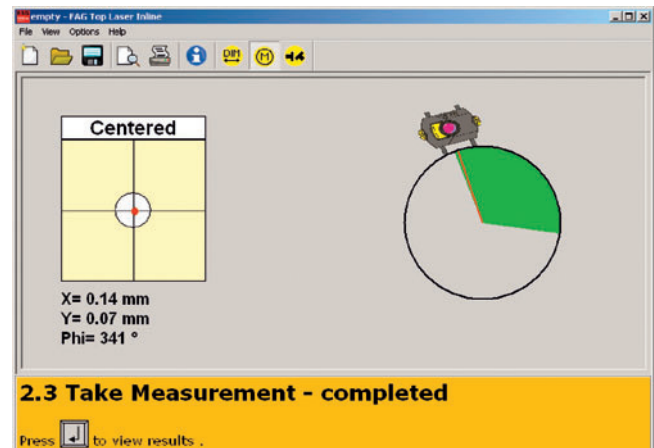 empty - FAG Top Laser Inline
File View Options Help
DIM
M
Centered
X= 0.14 mm
Y= 0.07 mm
Phi= 341 °
2.3 Take Measurement - completed
Press to view results .